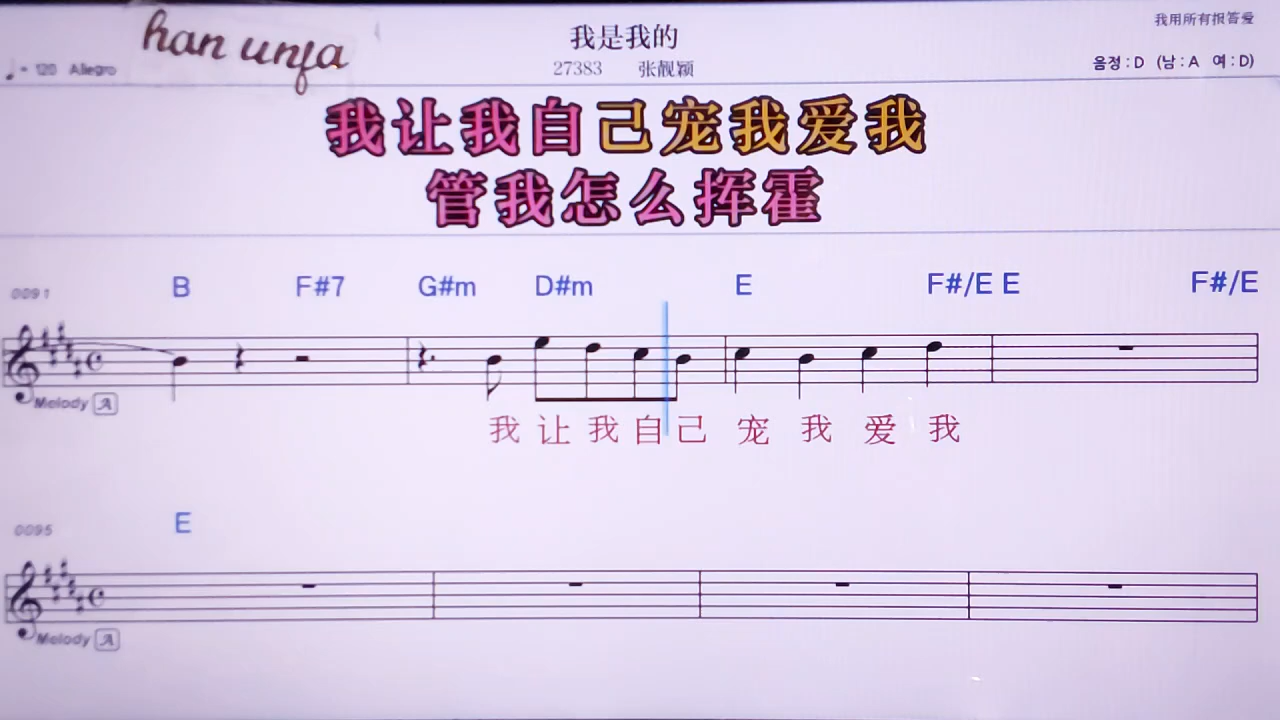 han unfa
我是我的
我用所有报答爱
♩= 120 Allegro
27383 张靓颖
음정 : D (남 : A 여 : D)
我让我自己宠我爱我
管我怎么挥霍
0091 B F#7 G#m D#m E F#/E E F#/E
Melody A
我 让 我 自 己 宠 我 爱 我
0095 E
Melody A